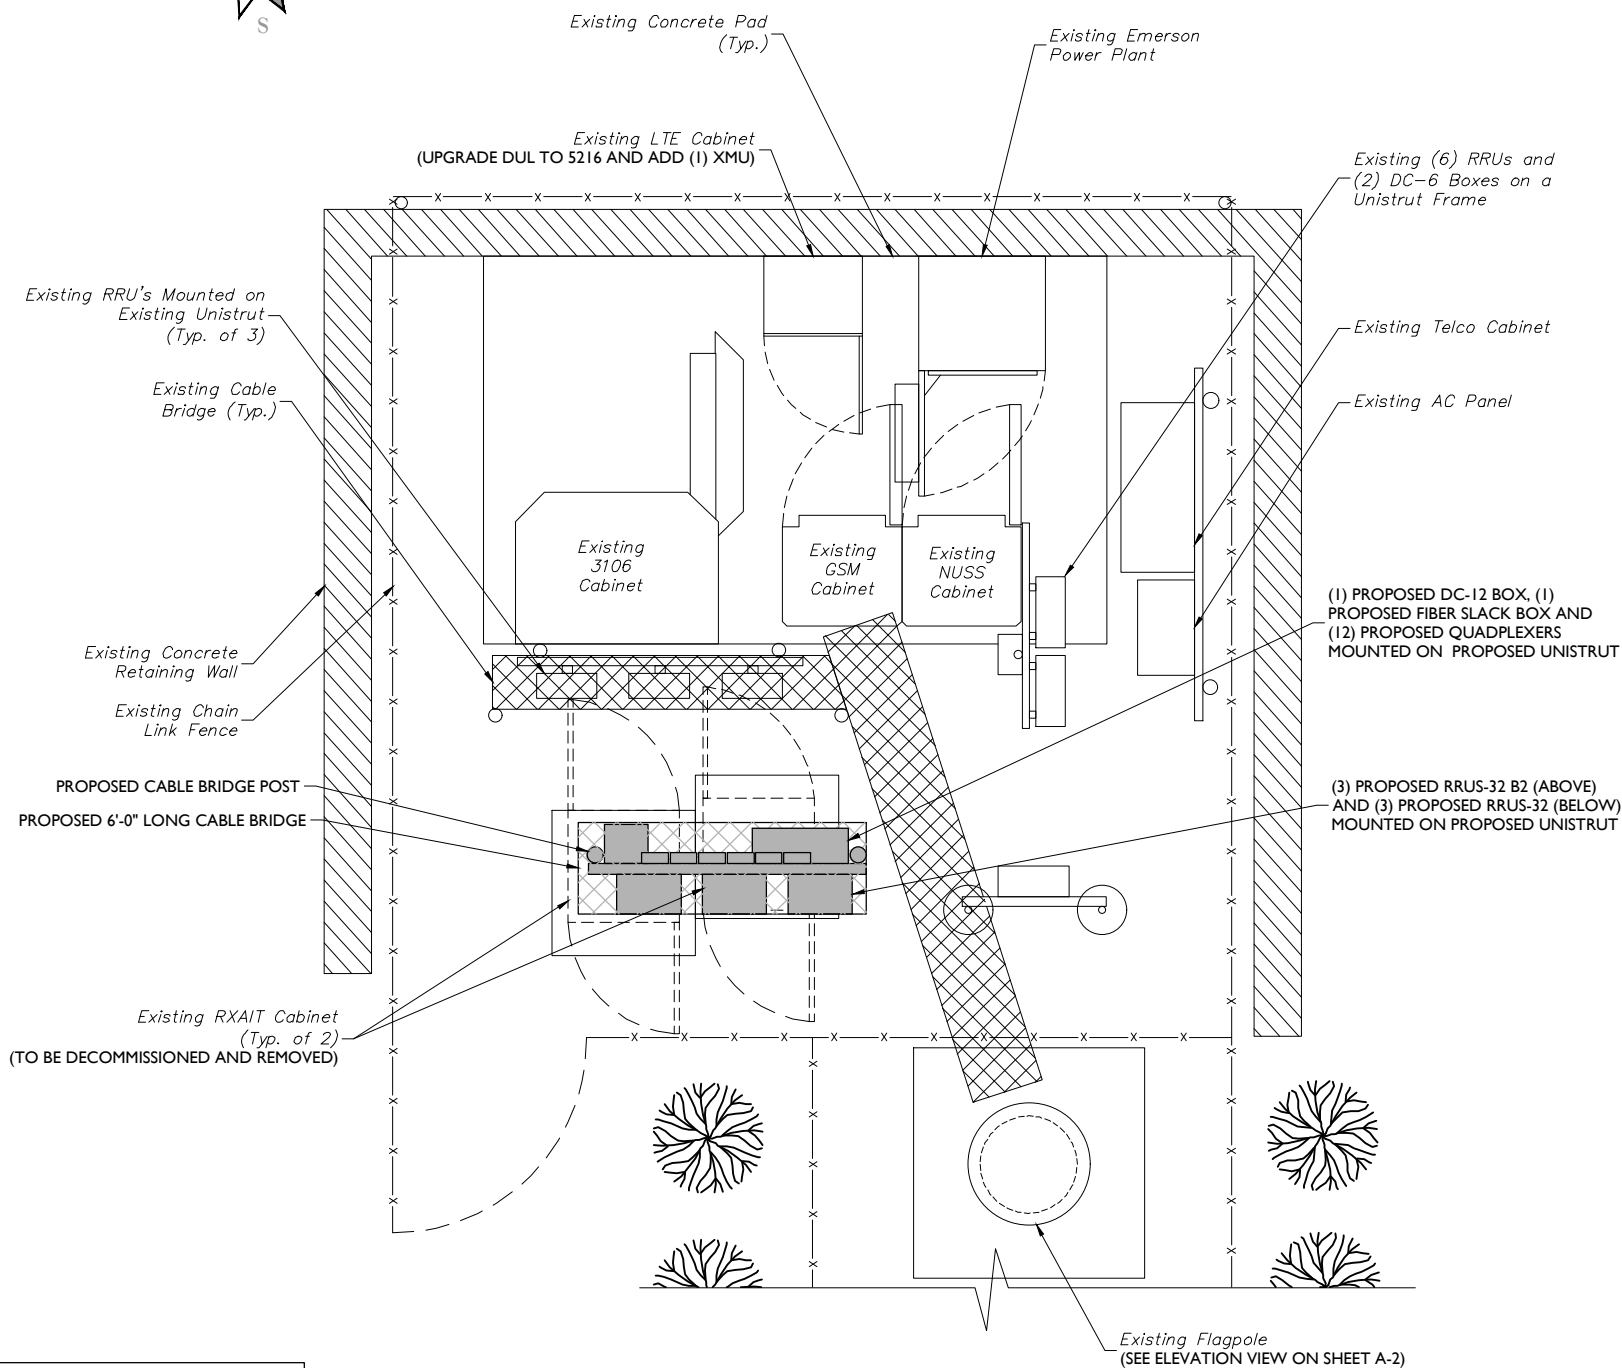 S
Existing Concrete Pad
(Typ.)
Existing Emerson
Power Plant
Existing LTE Cabinet
(UPGRADE DUL TO 5216 AND ADD (1) XMU)
Existing (6) RRUs and
(2) DC-6 Boxes on a
Unistrut Frame
Existing RRU's Mounted on
Existing Unistrut
(Typ. of 3)
Existing Telco Cabinet
Existing Cable
Bridge (Typ.)
Existing AC Panel
Existing
3106
Cabinet
Existing
GSM
Cabinet
Existing
NUSS
Cabinet
(1) PROPOSED DC-12 BOX, (1)
PROPOSED FIBER SLACK BOX AND
(12) PROPOSED QUADPLEXERS
MOUNTED ON PROPOSED UNISTRUT
Existing Concrete
Retaining Wall
Existing Chain
Link Fence
PROPOSED CABLE BRIDGE POST
PROPOSED 6'-0" LONG CABLE BRIDGE
(3) PROPOSED RRUS-32 B2 (ABOVE)
AND (3) PROPOSED RRUS-32 (BELOW)
MOUNTED ON PROPOSED UNISTRUT
Existing RXAIT Cabinet
(Typ. of 2)
(TO BE DECOMMISSIONED AND REMOVED)
Existing Flagpole
(SEE ELEVATION VIEW ON SHEET A-2)